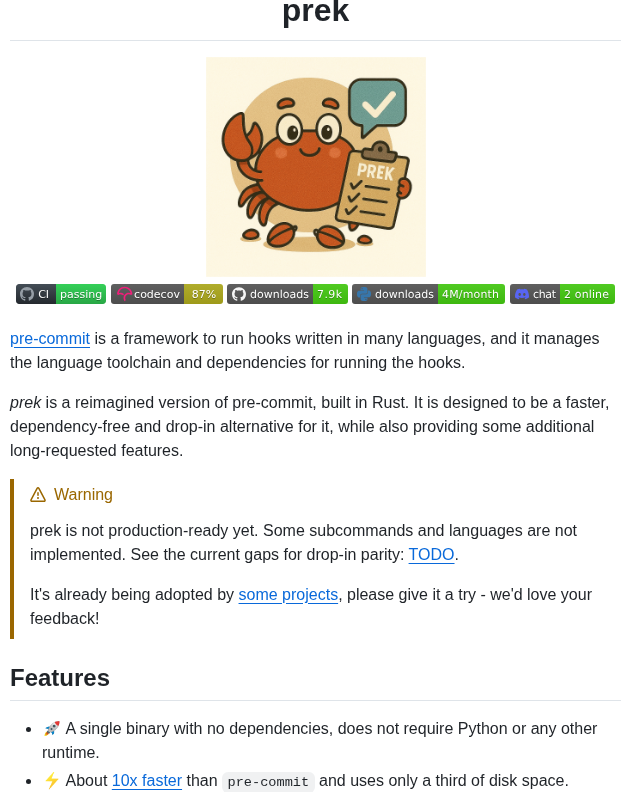 prek
PREK
CI passing
codecov 87%
downloads 7.9k
downloads 4M/month
chat 2 online
pre-commit is a framework to run hooks written in many languages, and it manages
the language toolchain and dependencies for running the hooks.
prek is a reimagined version of pre-commit, built in Rust. It is designed to be a faster,
dependency-free and drop-in alternative for it, while also providing some additional
long-requested features.
Warning
prek is not production-ready yet. Some subcommands and languages are not
implemented. See the current gaps for drop-in parity: TODO.
It's already being adopted by some projects, please give it a try - we'd love your
feedback!
Features
• 🚀 A single binary with no dependencies, does not require Python or any other
runtime.
• ⚡ About 10x faster than pre-commit and uses only a third of disk space.